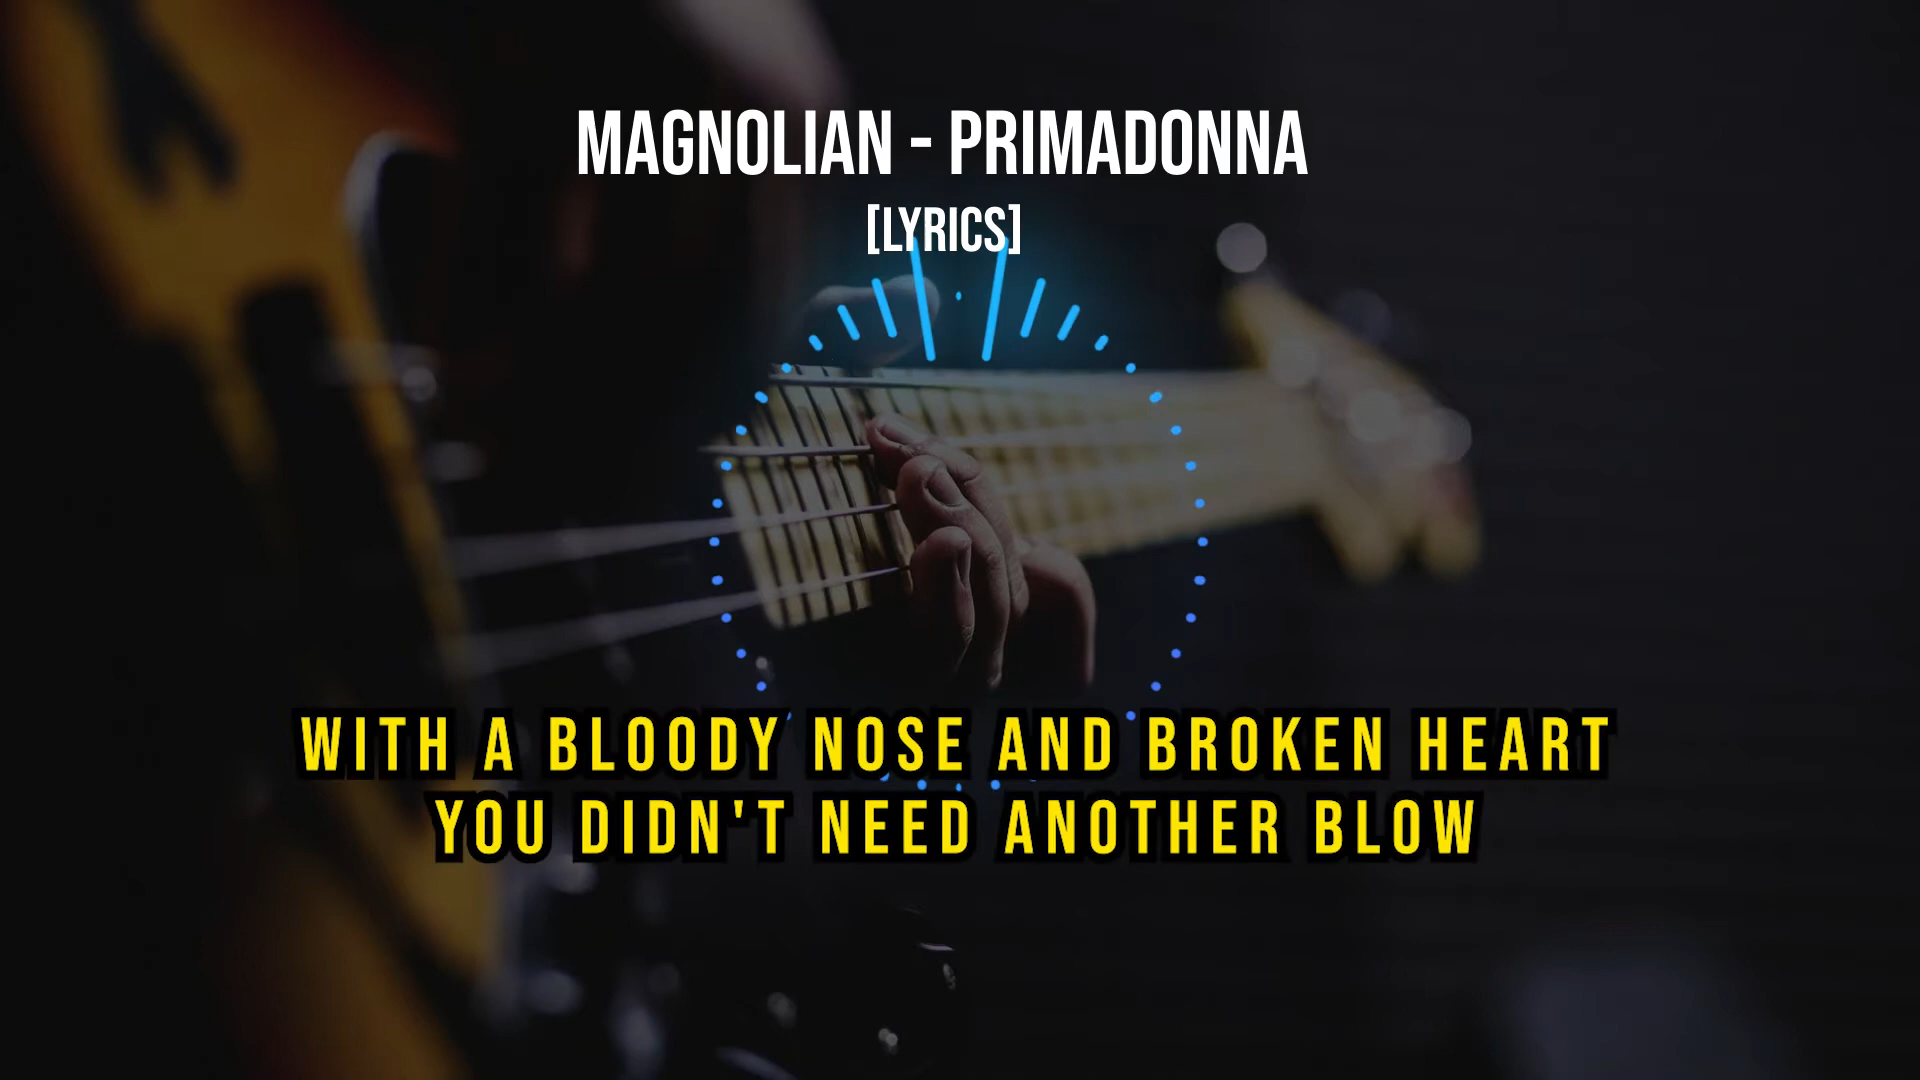 MAGNOLIAN - PRIMADONNA
[LYRICS]
WITH A BLOODY NOSE AND BROKEN HEART
YOU DIDN'T NEED ANOTHER BLOW